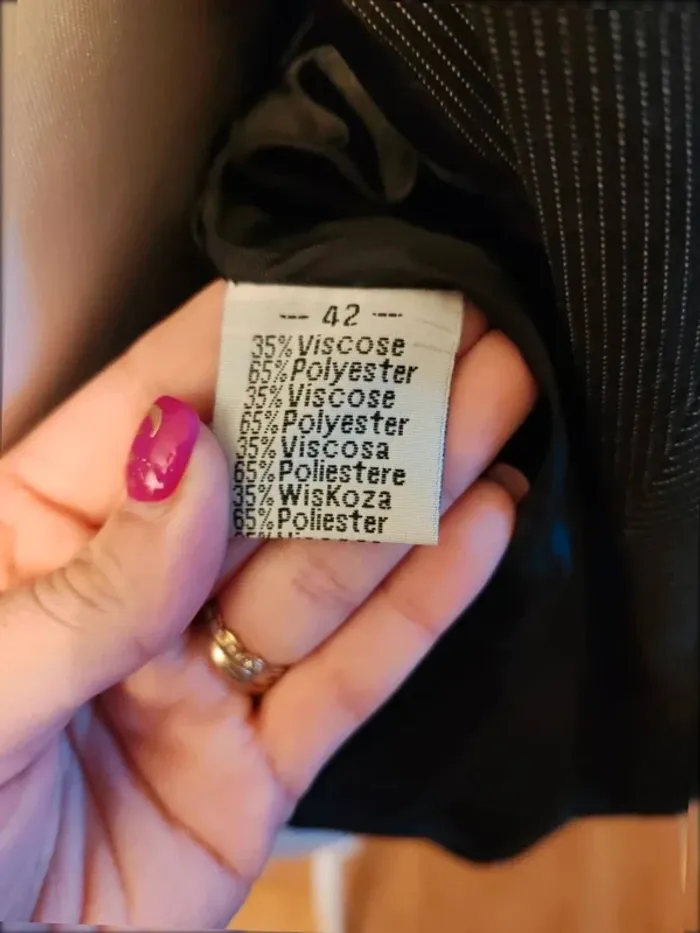 --- 42 ---
35% Viscose
65% Polyester
35% Viscose
65% Polyester
35% Viscosa
65% Poliestere
35% WisKoza
65% Poliester